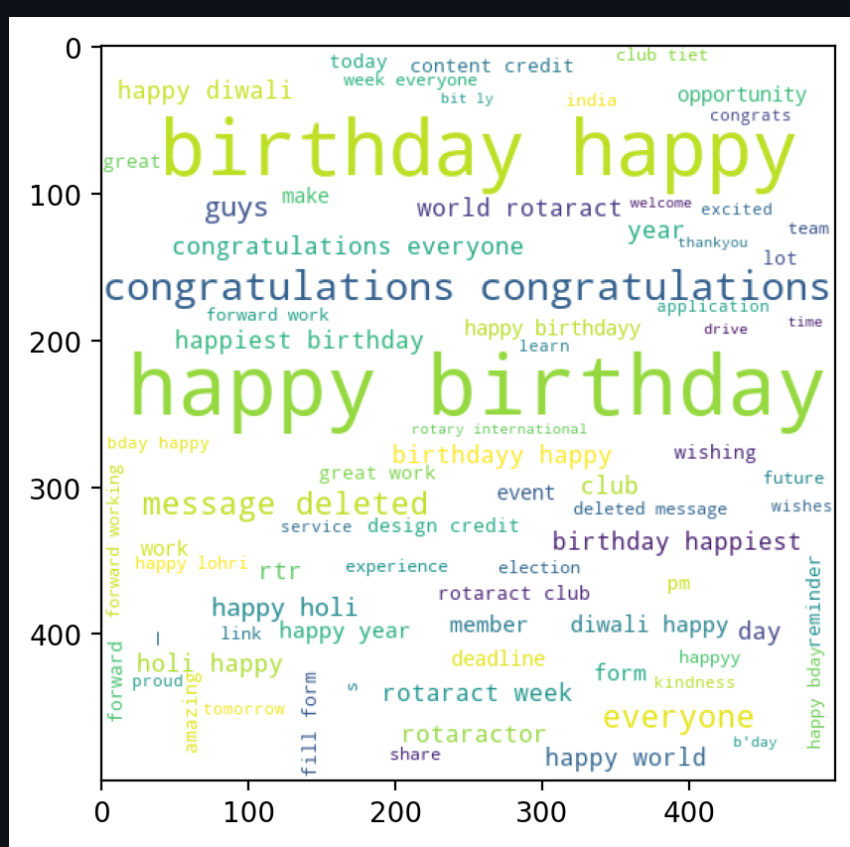 0
today
content credit
club tiet
week everyone
happy diwali
bit ly
india
opportunity
congrats
birthday happy
great
100
make
guys
world rotaract
welcome
excited
year
team
thankyou
congratulations everyone
lot
congratulations congratulations
application
forward work
happy birthdayy
drive
time
200
happiest birthday
learn
happy birthday
rotary international
bday happy
birthdayy happy
wishing
great work
future
300
forward working
message deleted
event
club
deleted message
wishes
service
design credit
birthday happiest
work
happy lohri
rtr
experience
election
reminder
rotaract club
pm
happy holi
400
link
happy year
member
diwali happy
day
l
holi happy
deadline
happyy
proud
form
kindness
forward
amazing
tomorrow
fill form
s
rotaract week
everyone
happy bday
rotaractor
b'day
share
happy world
0 100 200 300 400